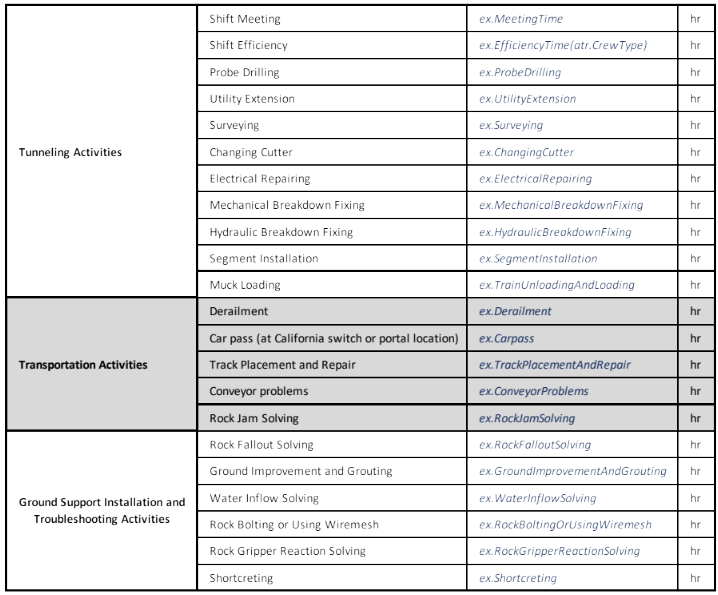 Shift Meeting ex.MeetingTime hr
Shift Efficiency ex.EfficiencyTime(atr.CrewType) hr
Probe Drilling ex.ProbeDrilling hr
Utility Extension ex.UtilityExtension hr
Surveying ex.Surveying hr
Tunneling Activities Changing Cutter ex.ChangingCutter hr
Electrical Repairing ex.ElectricalRepairing hr
Mechanical Breakdown Fixing ex.MechanicalBreakdownFixing hr
Hydraulic Breakdown Fixing ex.HydraulicBreakdownFixing hr
Segment Installation ex.SegmentInstallation hr
Muck Loading ex.TrainUnloadingAndLoading hr
Derailment ex.Derailment hr
Car pass (at California switch or portal location) ex.Carpass hr
Transportation Activities Track Placement and Repair ex.TrackPlacementAndRepair hr
Conveyor problems ex.ConveyorProblems hr
Rock Jam Solving ex.RockJamSolving hr
Rock Fallout Solving ex.RockFalloutSolving hr
Ground Improvement and Grouting ex.GroundImprovementAndGrouting hr
Ground Support Installation and Water Inflow Solving ex.WaterInflowSolving hr
Troubleshooting Activities Rock Bolting or Using Wiremesh ex.RockBoltingOrUsingWiremesh hr
Rock Gripper Reaction Solving ex.RockGripperReactionSolving hr
Shortcreting ex.Shortcreting hr